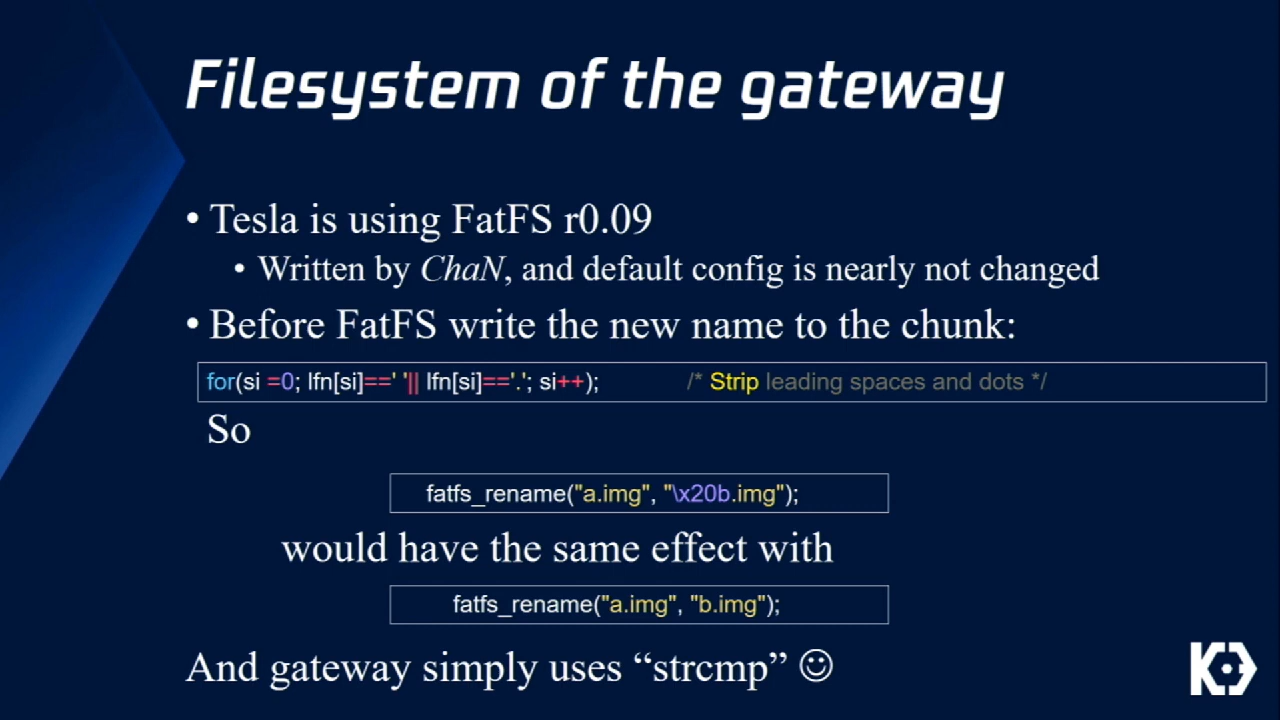 Filesystem of the gateway
• Tesla is using FatFS r0.09
• Written by ChaN, and default config is nearly not changed
• Before FatFS write the new name to the chunk:
for(si =0; lfn[si]==' '|| lfn[si]=='.'; si++); /* Strip leading spaces and dots */
So
fatfs_rename("a.img", "\x20b.img");
would have the same effect with
fatfs_rename("a.img", "b.img");
And gateway simply uses “strcmp” ☺